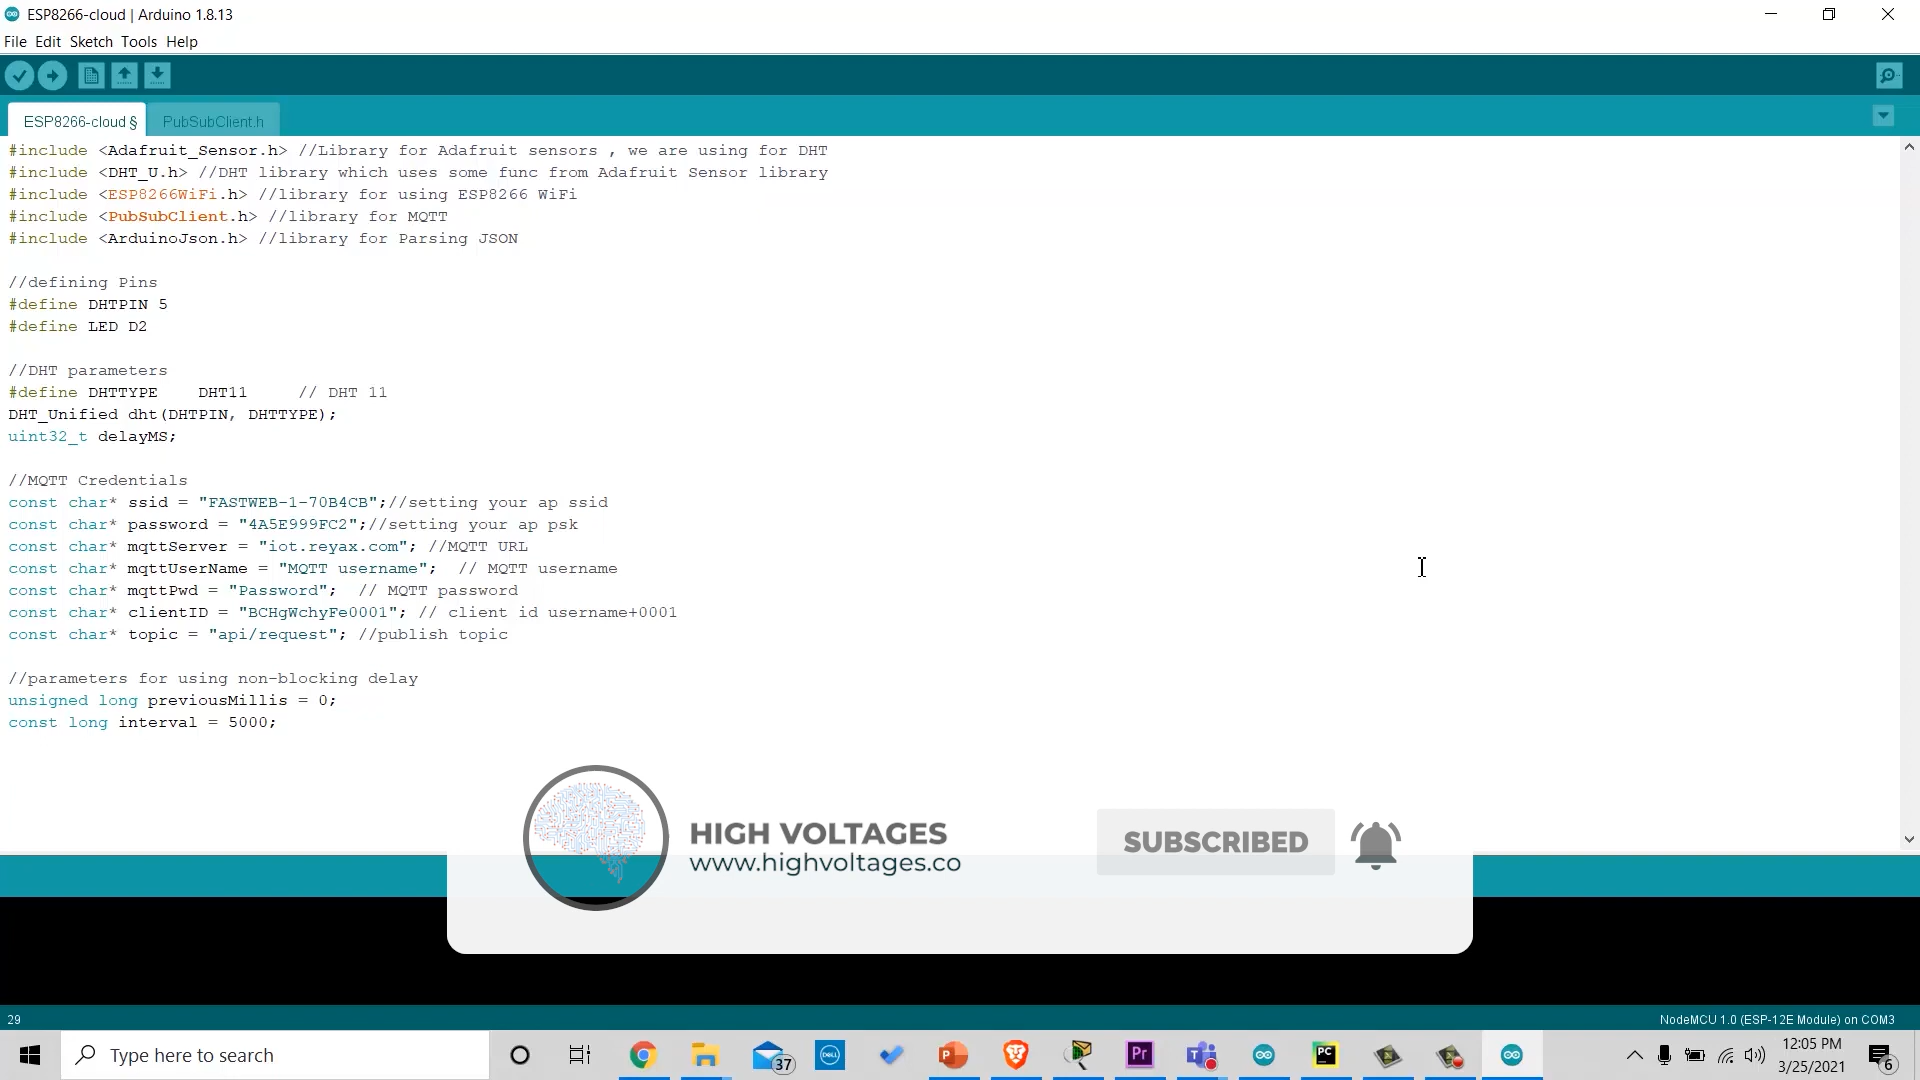 ESP8266-cloud | Arduino 1.8.13
File Edit Sketch Tools Help
ESP8266-cloud § PubSubClient.h
#include <Adafruit_Sensor.h> //Library for Adafruit sensors , we are using for DHT
#include <DHT_U.h> //DHT library which uses some func from Adafruit Sensor library
#include <ESP8266WiFi.h> //library for using ESP8266 WiFi
#include <PubSubClient.h> //library for MQTT
#include <ArduinoJson.h> //library for Parsing JSON
//defining Pins
#define DHTPIN 5
#define LED D2
//DHT parameters
#define DHTTYPE    DHT11     // DHT 11
DHT_Unified dht(DHTPIN, DHTTYPE);
uint32_t delayMS;
//MQTT Credentials
const char* ssid = "FASTWEB-1-70B4CB";//setting your ap ssid
const char* password = "4A5E999FC2";//setting your ap psk
const char* mqttServer = "iot.reyax.com"; //MQTT URL
const char* mqttUserName = "MQTT username";  // MQTT username
const char* mqttPwd = "Password";  // MQTT password
const char* clientID = "BCHgWchyFe0001"; // client id username+0001
const char* topic = "api/request"; //publish topic
//parameters for using non-blocking delay
unsigned long previousMillis = 0;
const long interval = 5000;
HIGH VOLTAGES
www.highvoltages.co
SUBSCRIBED
29
NodeMCU 1.0 (ESP-12E Module) on COM3
Type here to search
37
DELL
P
Pr
T
PC
12:05 PM
3/25/2021
6